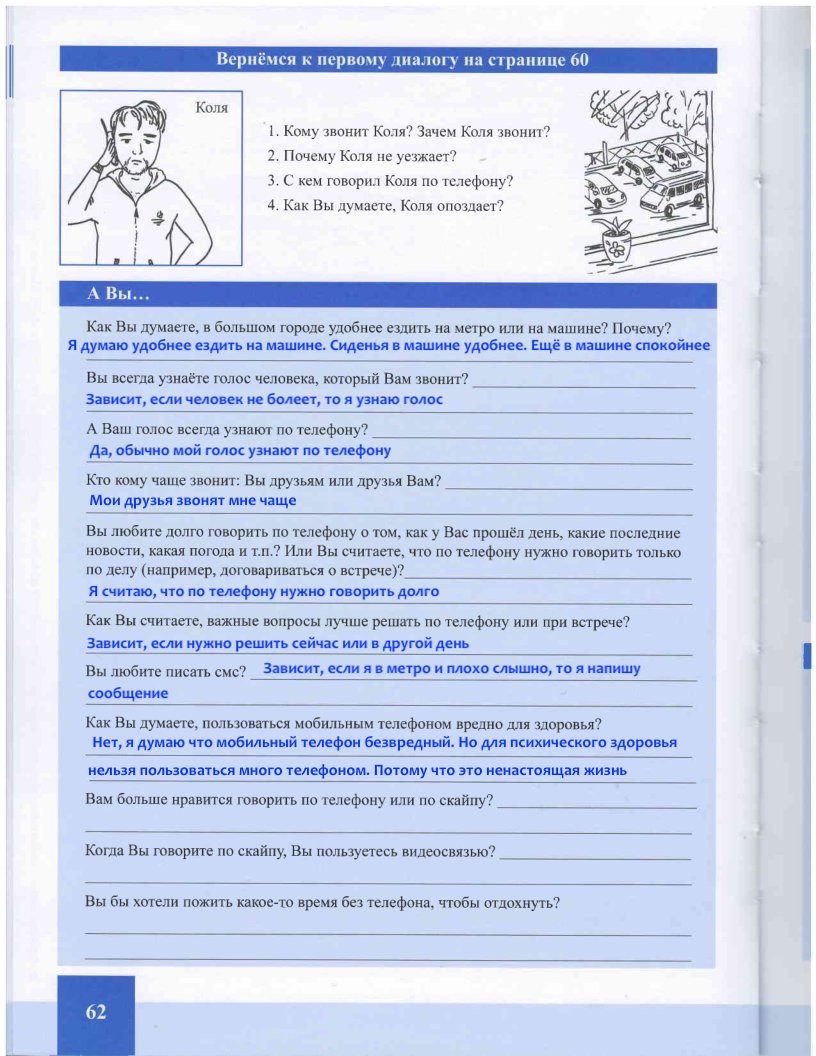 Вернёмся к первому диалогу на странице 60
Коля
1. Кому звонит Коля? Зачем Коля звонит?
2. Почему Коля не уезжает?
3. С кем говорил Коля по телефону?
4. Как Вы думаете, Коля опоздает?
А Вы...
Как Вы думаете, в большом городе удобнее ездить на метро или на машине? Почему?
Я думаю удобнее ездить на машине. Сиденья в машине удобнее. Ещё в машине спокойнее
Вы всегда узнаёте голос человека, который Вам звонит?
Зависит, если человек не болеет, то я узнаю голос
А Ваш голос всегда узнают по телефону?
Да, обычно мой голос узнают по телефону
Кто кому чаще звонит: Вы друзьям или друзья Вам?
Мои друзья звонят мне чаще
Вы любите долго говорить по телефону о том, как у Вас прошёл день, какие последние
новости, какая погода и т.п.? Или Вы считаете, что по телефону нужно говорить только
по делу (например, договариваться о встрече)?
Я считаю, что по телефону нужно говорить долго
Как Вы считаете, важные вопросы лучше решать по телефону или при встрече?
Зависит, если нужно решить сейчас или в другой день
Вы любите писать смс? Зависит, если я в метро и плохо слышно, то я напишу
сообщение
Как Вы думаете, пользоваться мобильным телефоном вредно для здоровья?
Нет, я думаю что мобильный телефон безвредный. Но для психического здоровья
нельзя пользоваться много телефоном. Потому что это ненастоящая жизнь
Вам больше нравится говорить по телефону или по скайпу?
Когда Вы говорите по скайпу, Вы пользуетесь видеосвязью?
Вы бы хотели пожить какое-то время без телефона, чтобы отдохнуть?
62